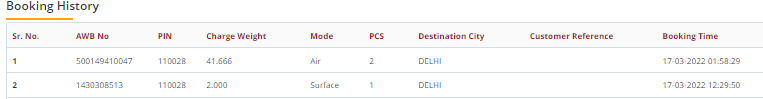 Booking History
Sr. No. AWB No PIN Charge Weight Mode PCS Destination City Customer Reference Booking Time
1 500149410047 110028 41.666 Air 2 DELHI 17-03-2022 01:58:29
2 1430308513 110028 2.000 Surface 1 DELHI 17-03-2022 12:29:50